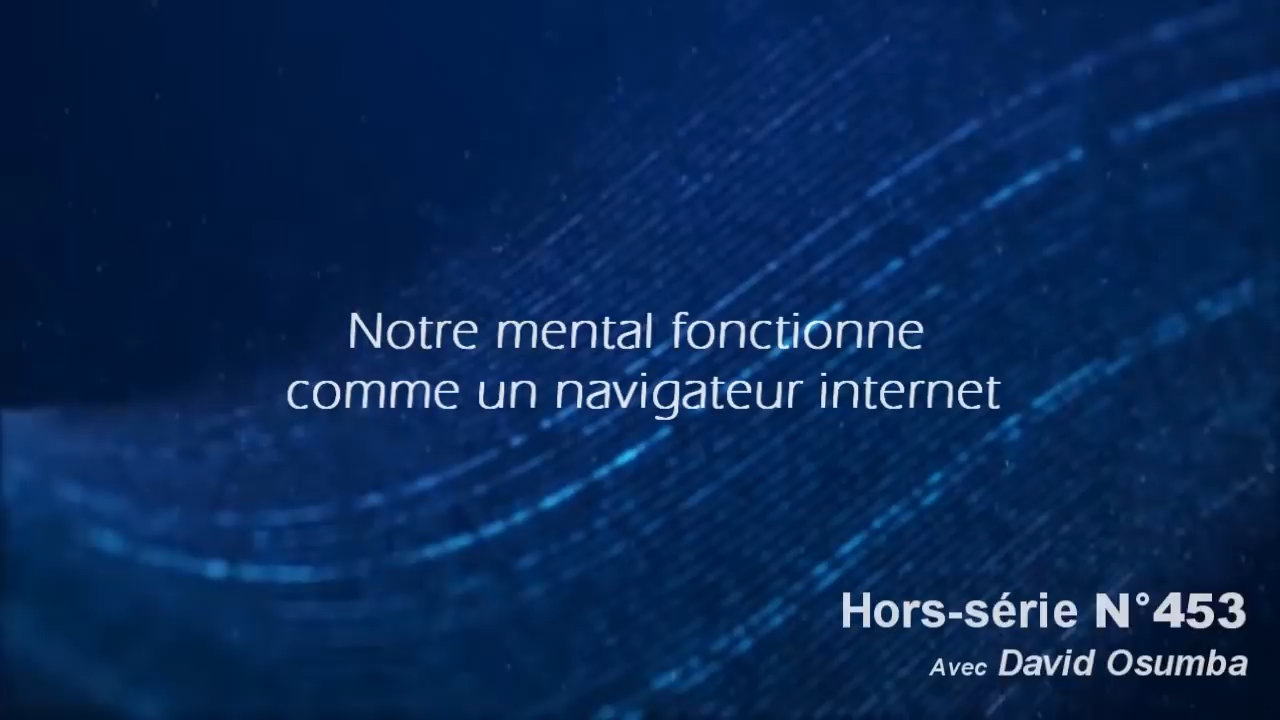 Notre mental fonctionne
comme un navigateur internet
Hors-série N°453
Avec David Osumba